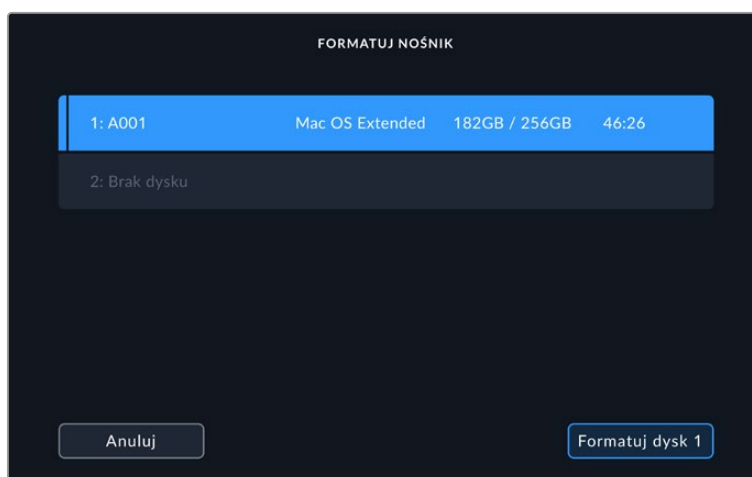 FORMATUJ NOŚNIK
1: A001 Mac OS Extended 182GB / 256GB 46:26
2: Brak dysku
Anuluj Formatuj dysk 1